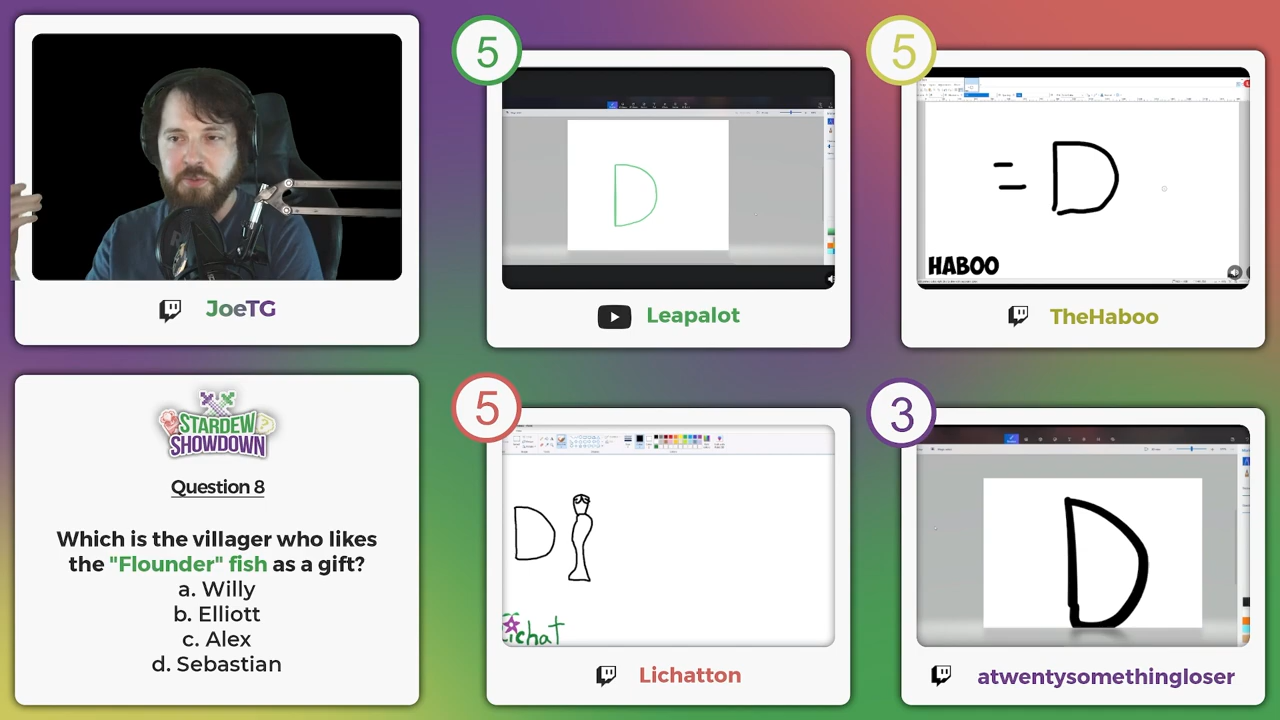 JoeTG
5
D
Leapalot
5
= D
HABOO
TheHaboo
STARDEW
SHOWDOWN
Question 8
Which is the villager who likes
the "Flounder" fish as a gift?
a. Willy
b. Elliott
c. Alex
d. Sebastian
5
D
Lichat
Lichatton
3
D
atwentysomethingloser